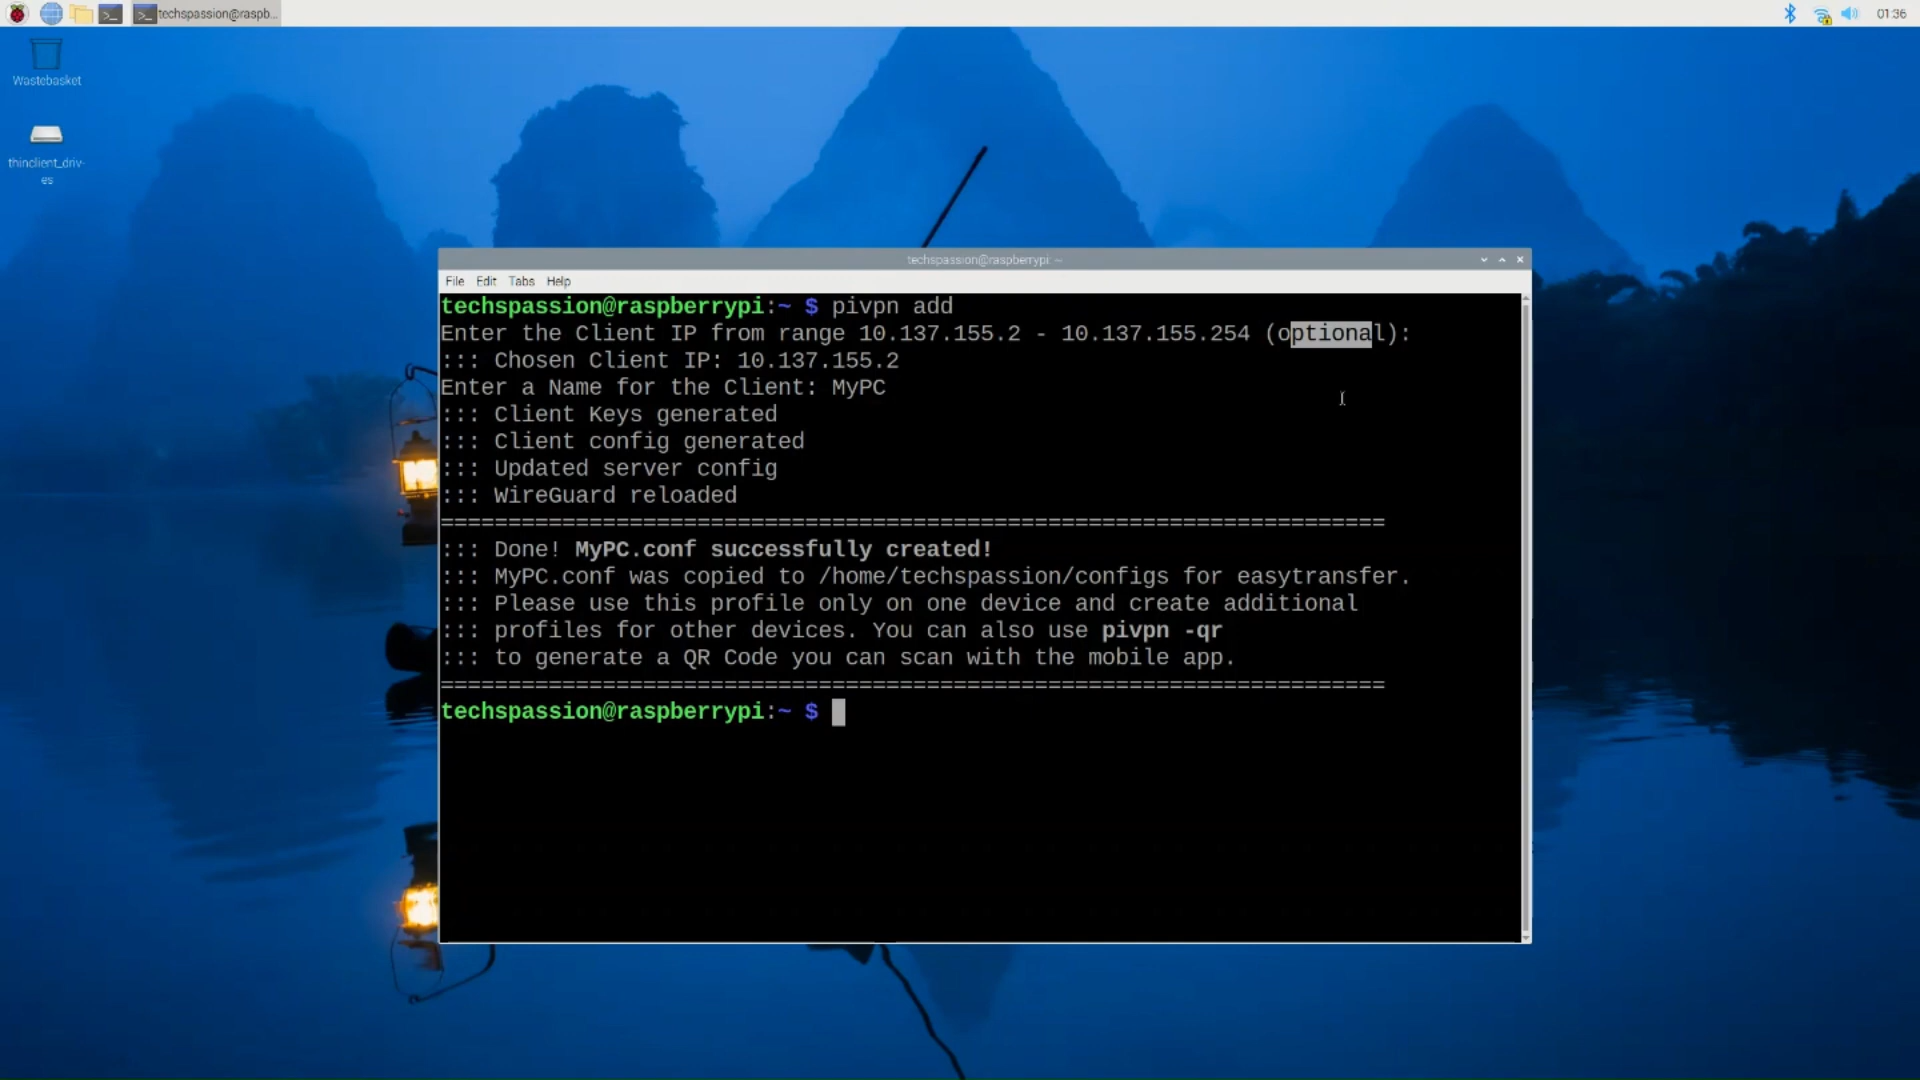 techspassion@raspb...
01:36
Wastebasket
thinclient_driv-
es
techspassion@raspberrypi: ~
File Edit Tabs Help
techspassion@raspberrypi:~ $ pivpn add
Enter the Client IP from range 10.137.155.2 - 10.137.155.254 (optional):
::: Chosen Client IP: 10.137.155.2
Enter a Name for the Client: MyPC
::: Client Keys generated
::: Client config generated
::: Updated server config
::: WireGuard reloaded
======================================================================
::: Done! MyPC.conf successfully created!
::: MyPC.conf was copied to /home/techspassion/configs for easytransfer.
::: Please use this profile only on one device and create additional
::: profiles for other devices. You can also use pivpn -qr
::: to generate a QR Code you can scan with the mobile app.
======================================================================
techspassion@raspberrypi:~ $